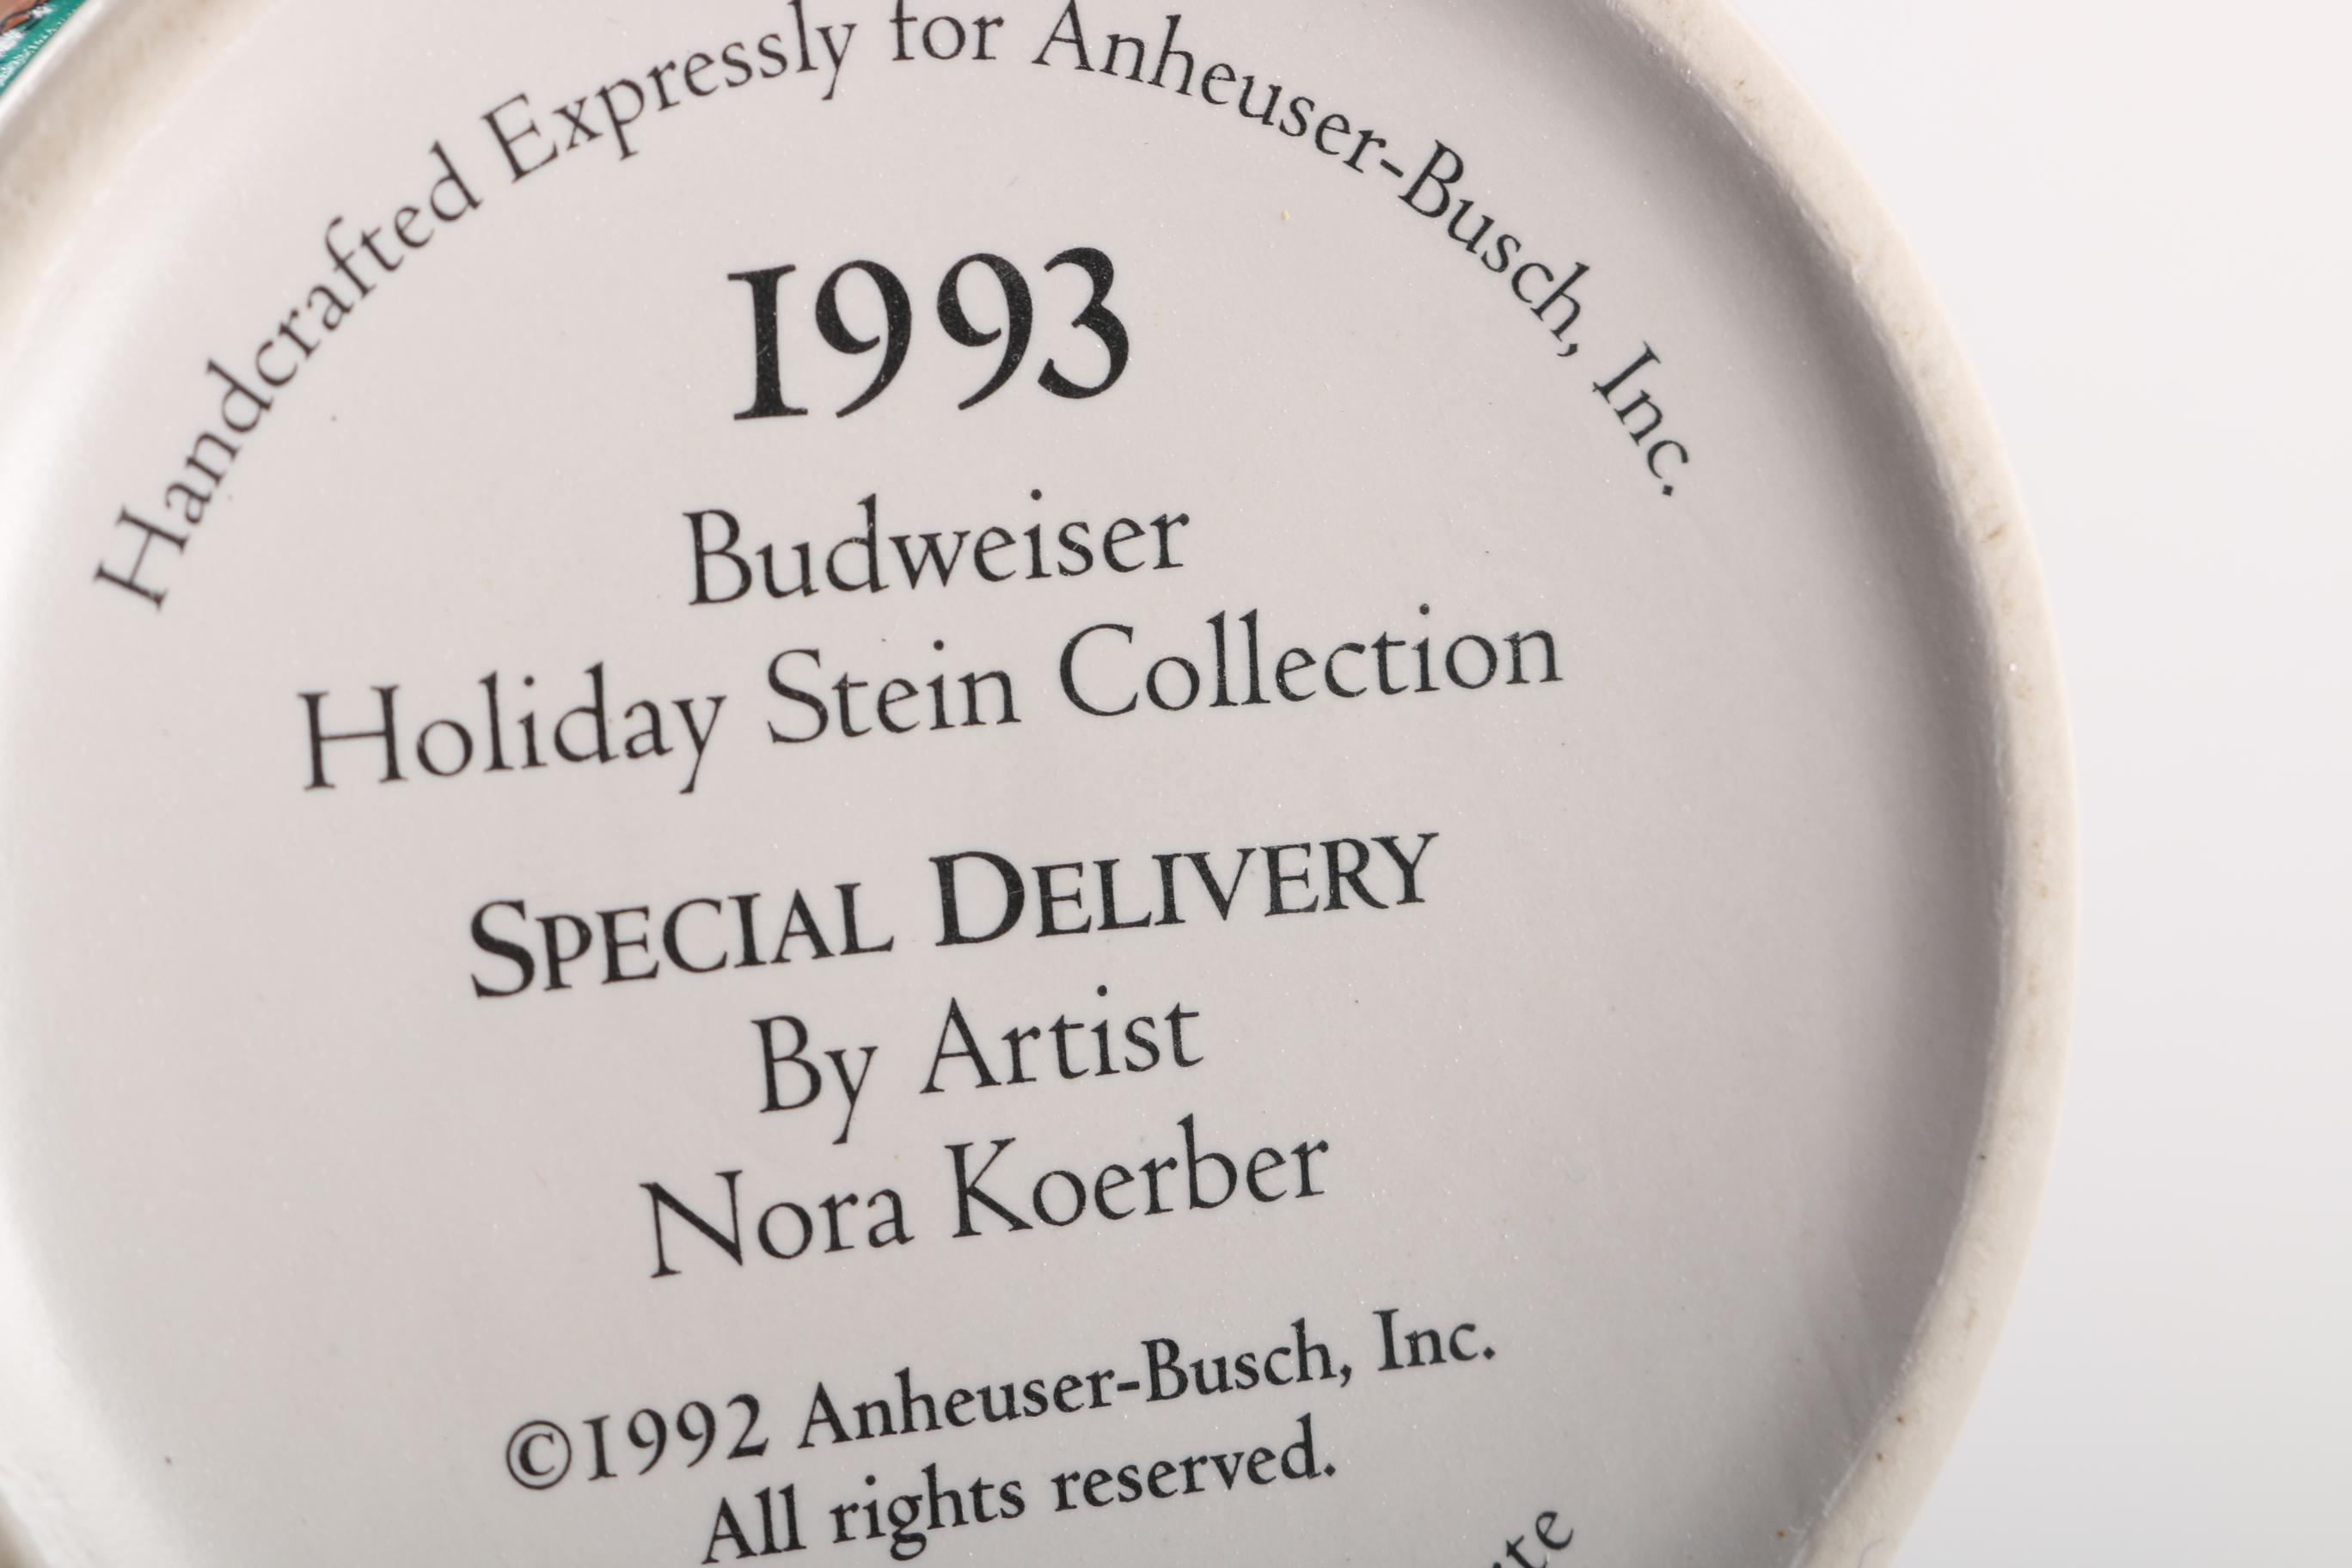 Handcrafted Expressly for Anheuser-Busch, Inc.
1993
Budweiser
Holiday Stein Collection
SPECIAL DELIVERY
By Artist
Nora Koerber
©1992 Anheuser-Busch, Inc.
All rights reserved.